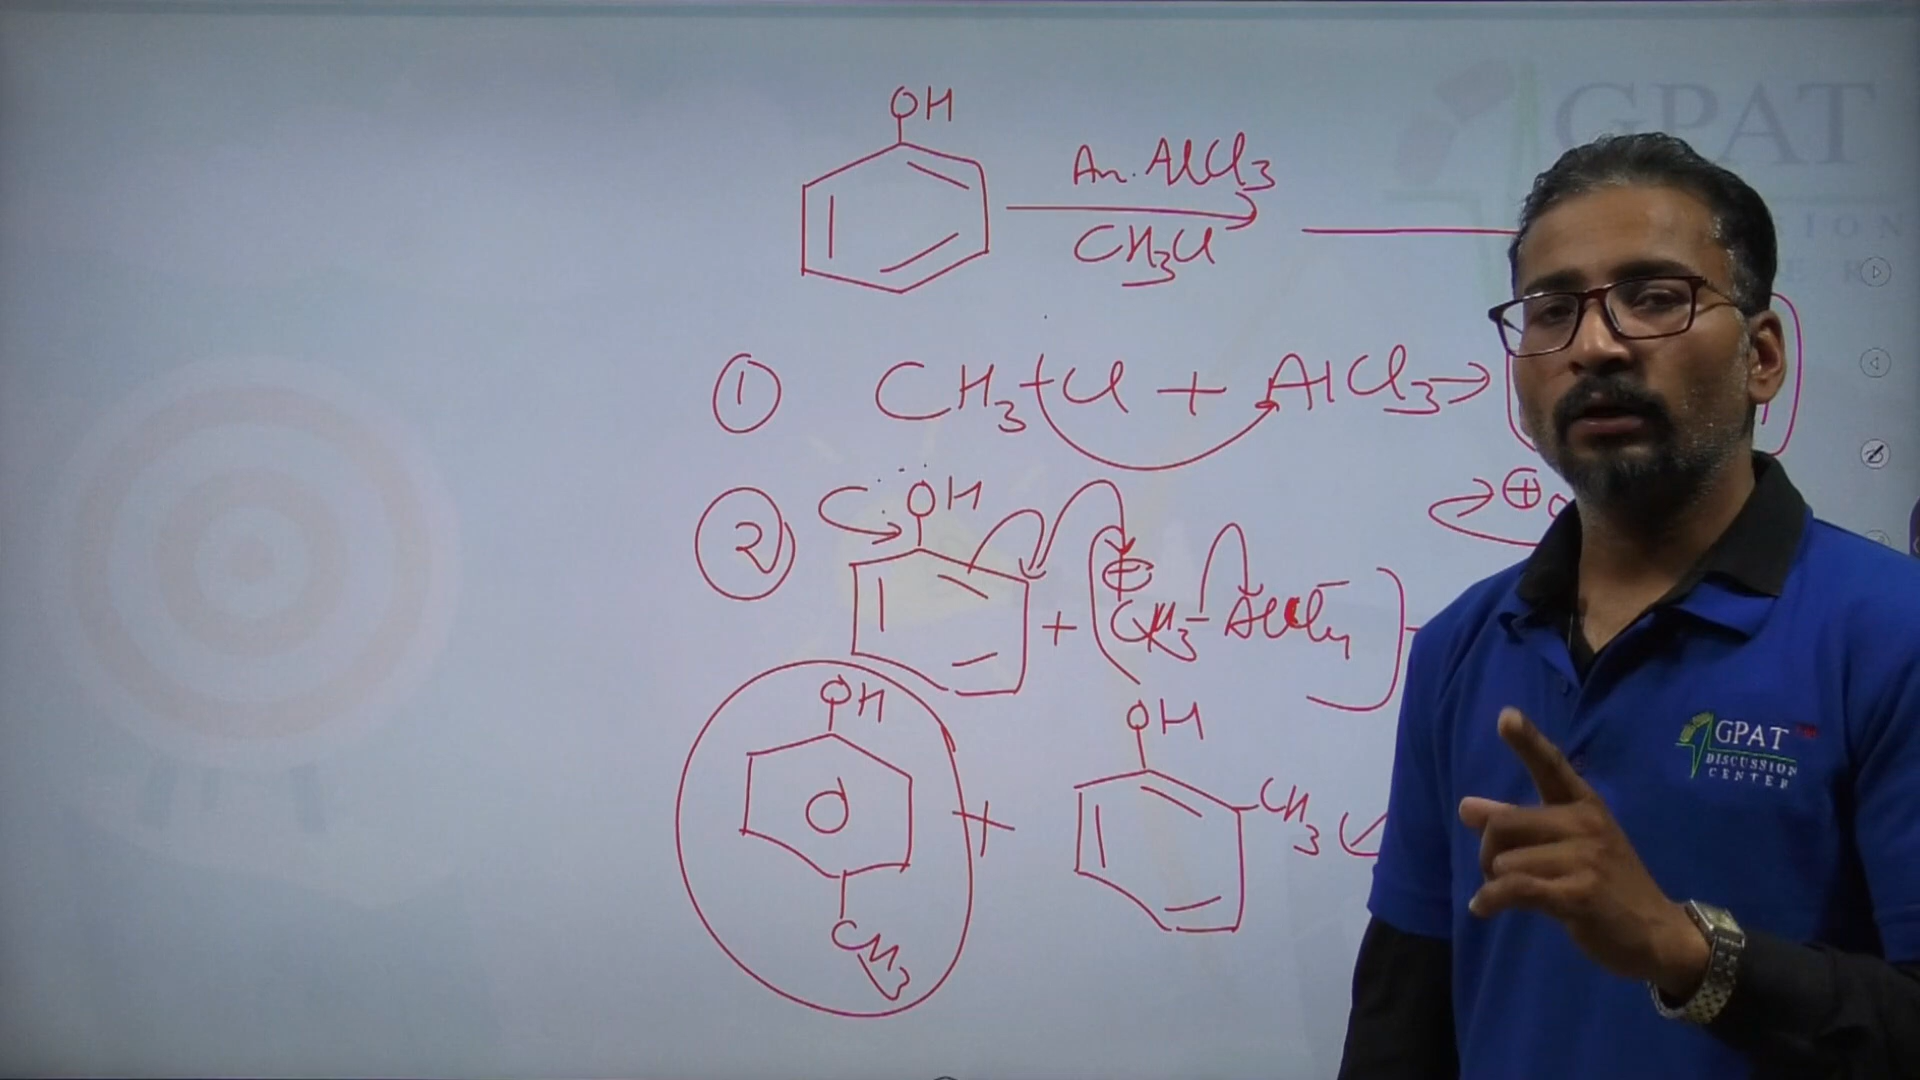 OH
An. AlCl3
CH3Cl
① CH3 + Cl + AlCl3 →
② OH
+
⊕
CH3 - AlCl4
⊕
OH
CH3
+
OH
CH3
GPAT
GPAT
DISCUSSION
CENTER